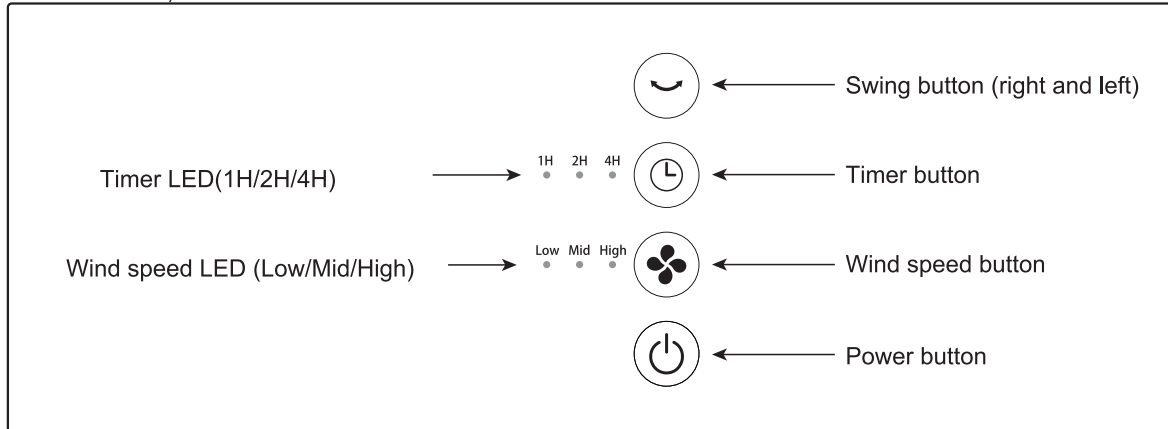 Swing button (right and left)
Timer LED(1H/2H/4H)
1H 2H 4H
Timer button
Wind speed LED (Low/Mid/High)
Low Mid High
Wind speed button
Power button